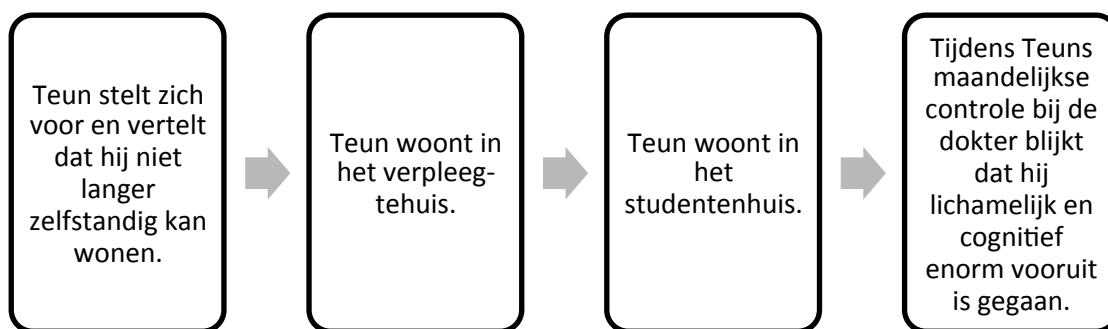 Teun stelt zich
voor en vertelt
dat hij niet
langer
zelfstandig kan
wonen.
Teun woont in
het verpleeg-
tehuis.
Teun woont in
het
studentenhuis.
Tijdens Teuns
maandelijkse
controle bij de
dokter blijkt
dat hij
lichamelijk en
cognitief
enorm vooruit
is gegaan.